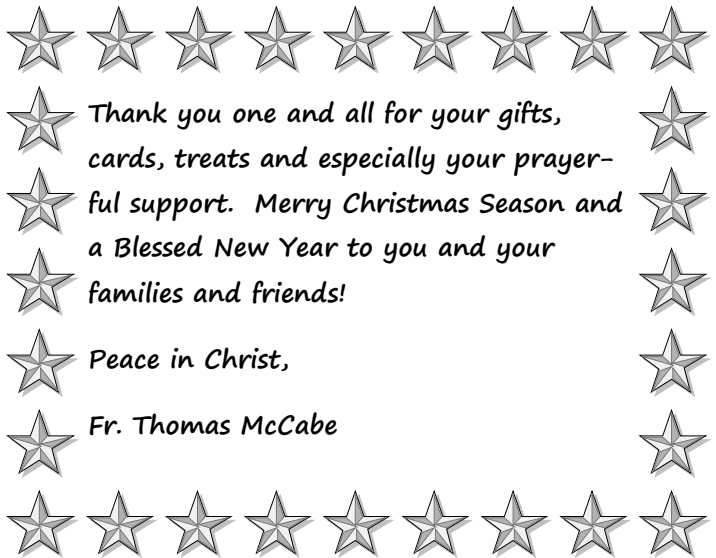 Thank you one and all for your gifts,
cards, treats and especially your prayer-
ful support.  Merry Christmas Season and
a Blessed New Year to you and your
families and friends!
Peace in Christ,
Fr. Thomas McCabe